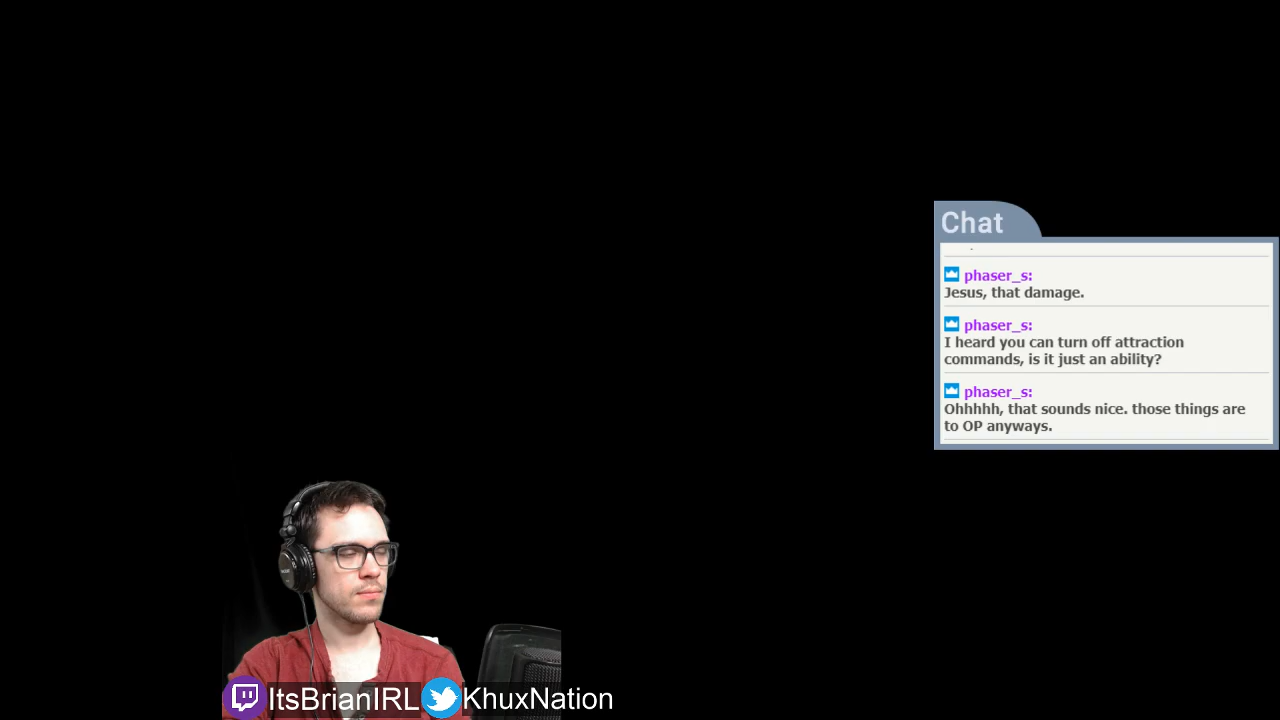 Chat
phaser_s:
Jesus, that damage.
phaser_s:
I heard you can turn off attraction
commands, is it just an ability?
phaser_s:
Ohhhhh, that sounds nice. those things are
to OP anyways.
ItsBrianIRL KhuxNation